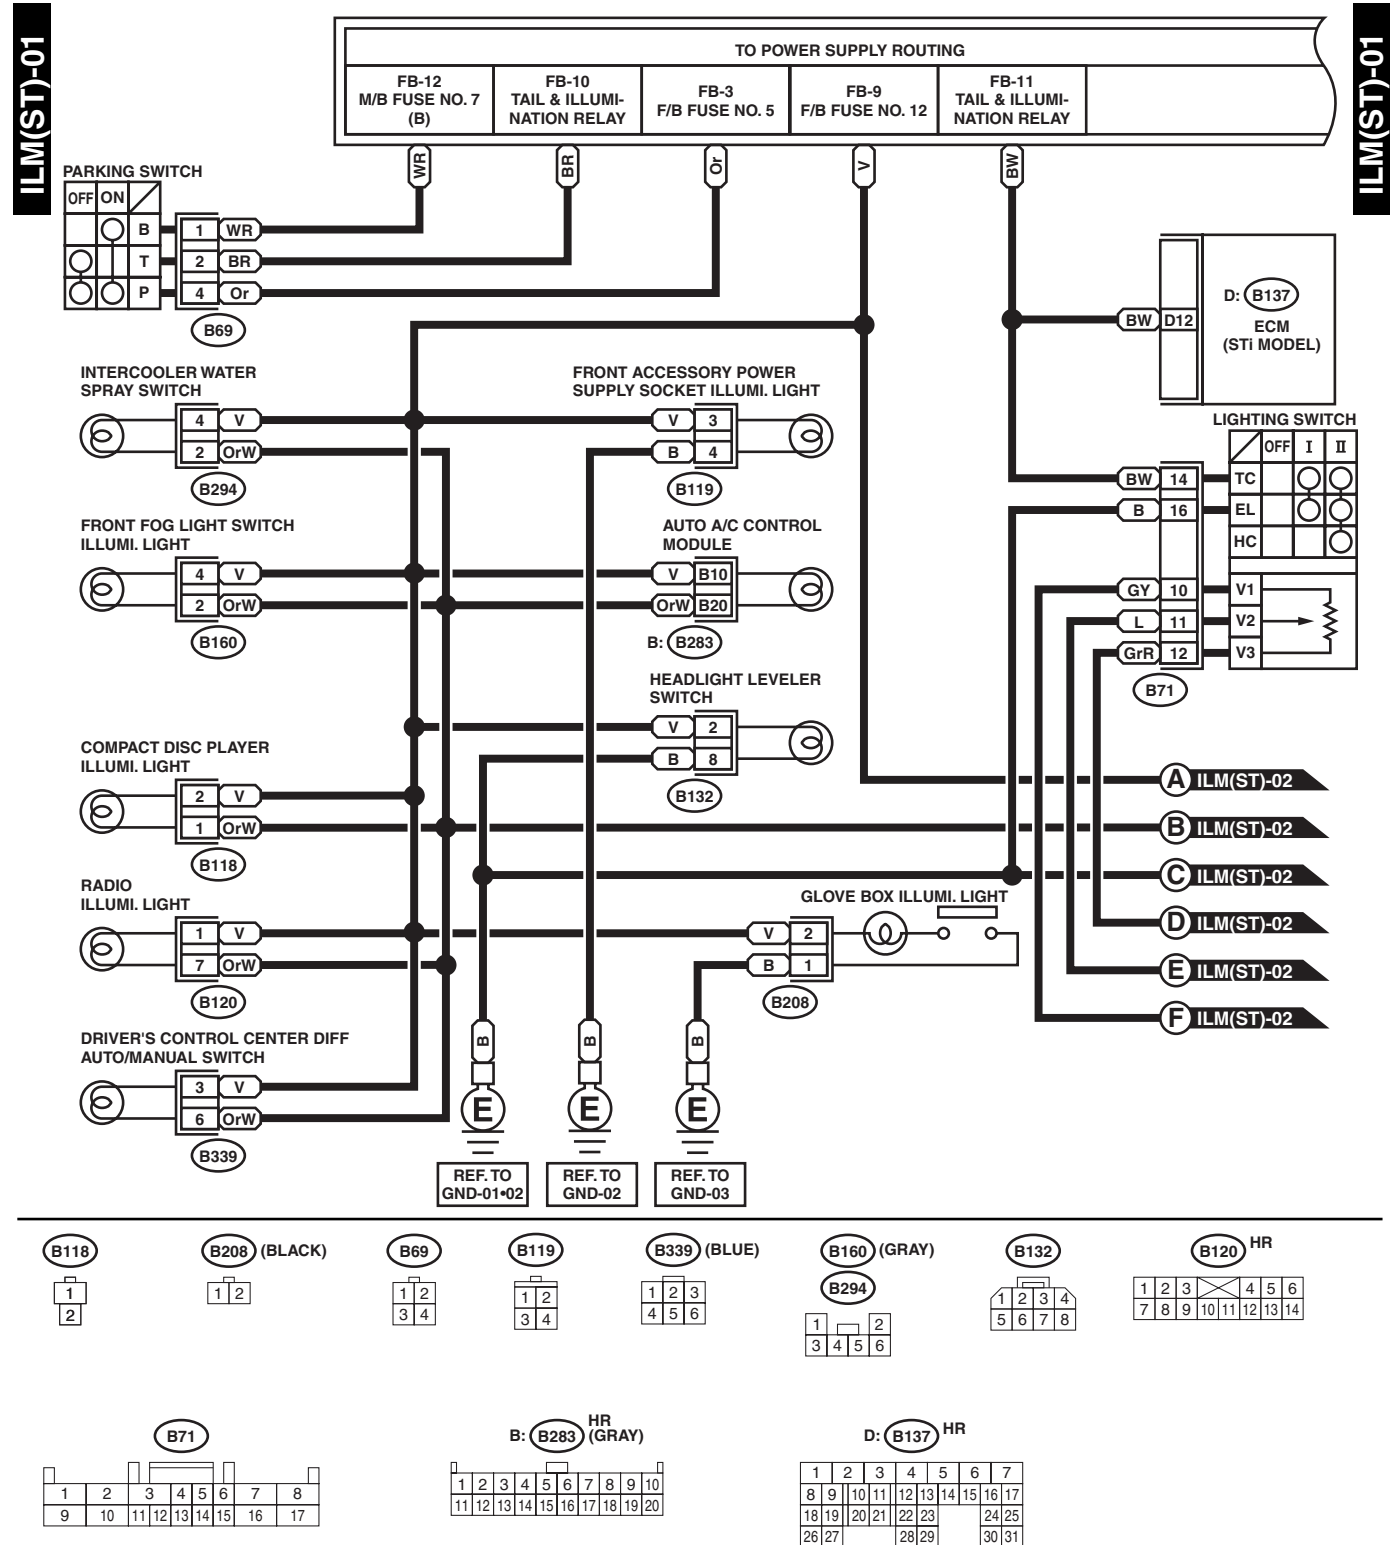 ILM(ST)-01
ILM(ST)-01
TO POWER SUPPLY ROUTING
FB-12
M/B FUSE NO. 7
(B)
FB-10
TAIL & ILLUMI-
NATION RELAY
FB-3
F/B FUSE NO. 5
FB-9
F/B FUSE NO. 12
FB-11
TAIL & ILLUMI-
NATION RELAY
WR
BR
Or
V
BW
PARKING SWITCH
OFF ON
B 1 WR
T 2 BR
P 4 Or
B69
BW D12
D: B137
ECM
(STi MODEL)
INTERCOOLER WATER
SPRAY SWITCH
4 V
2 OrW
B294
FRONT ACCESSORY POWER
SUPPLY SOCKET ILLUMI. LIGHT
V 3
B 4
B119
LIGHTING SWITCH
OFF I II
BW 14 TC
B 16 EL
HC
GY 10 V1
L 11 V2
GrR 12 V3
B71
FRONT FOG LIGHT SWITCH
ILLUMI. LIGHT
4 V
2 OrW
B160
AUTO A/C CONTROL
MODULE
V B10
OrW B20
B: B283
HEADLIGHT LEVELER
SWITCH
V 2
B 8
B132
COMPACT DISC PLAYER
ILLUMI. LIGHT
2 V
1 OrW
B118
A ILM(ST)-02
B ILM(ST)-02
C ILM(ST)-02
D ILM(ST)-02
E ILM(ST)-02
F ILM(ST)-02
RADIO
ILLUMI. LIGHT
1 V
7 OrW
B120
GLOVE BOX ILLUMI. LIGHT
V 2
B 1
B208
DRIVER'S CONTROL CENTER DIFF
AUTO/MANUAL SWITCH
3 V
6 OrW
B339
B B B
E E E
REF. TO
GND-01•02
REF. TO
GND-02
REF. TO
GND-03
B118
1
2
B208 (BLACK)
1 2
B69
1 2
3 4
B119
1 2
3 4
B339 (BLUE)
1 2 3
4 5 6
B160 (GRAY)
B294
1 2
3 4 5 6
B132
1 2 3 4
5 6 7 8
B120 HR
1 2 3 4 5 6
7 8 9 10 11 12 13 14
B71
1 2 3 4 5 6 7 8
9 10 11 12 13 14 15 16 17
B: B283 HR
(GRAY)
1 2 3 4 5 6 7 8 9 10
11 12 13 14 15 16 17 18 19 20
D: B137 HR
1 2 3 4 5 6 7
8 9 10 11 12 13 14 15 16 17
18 19 20 21 22 23 24 25
26 27 28 29 30 31